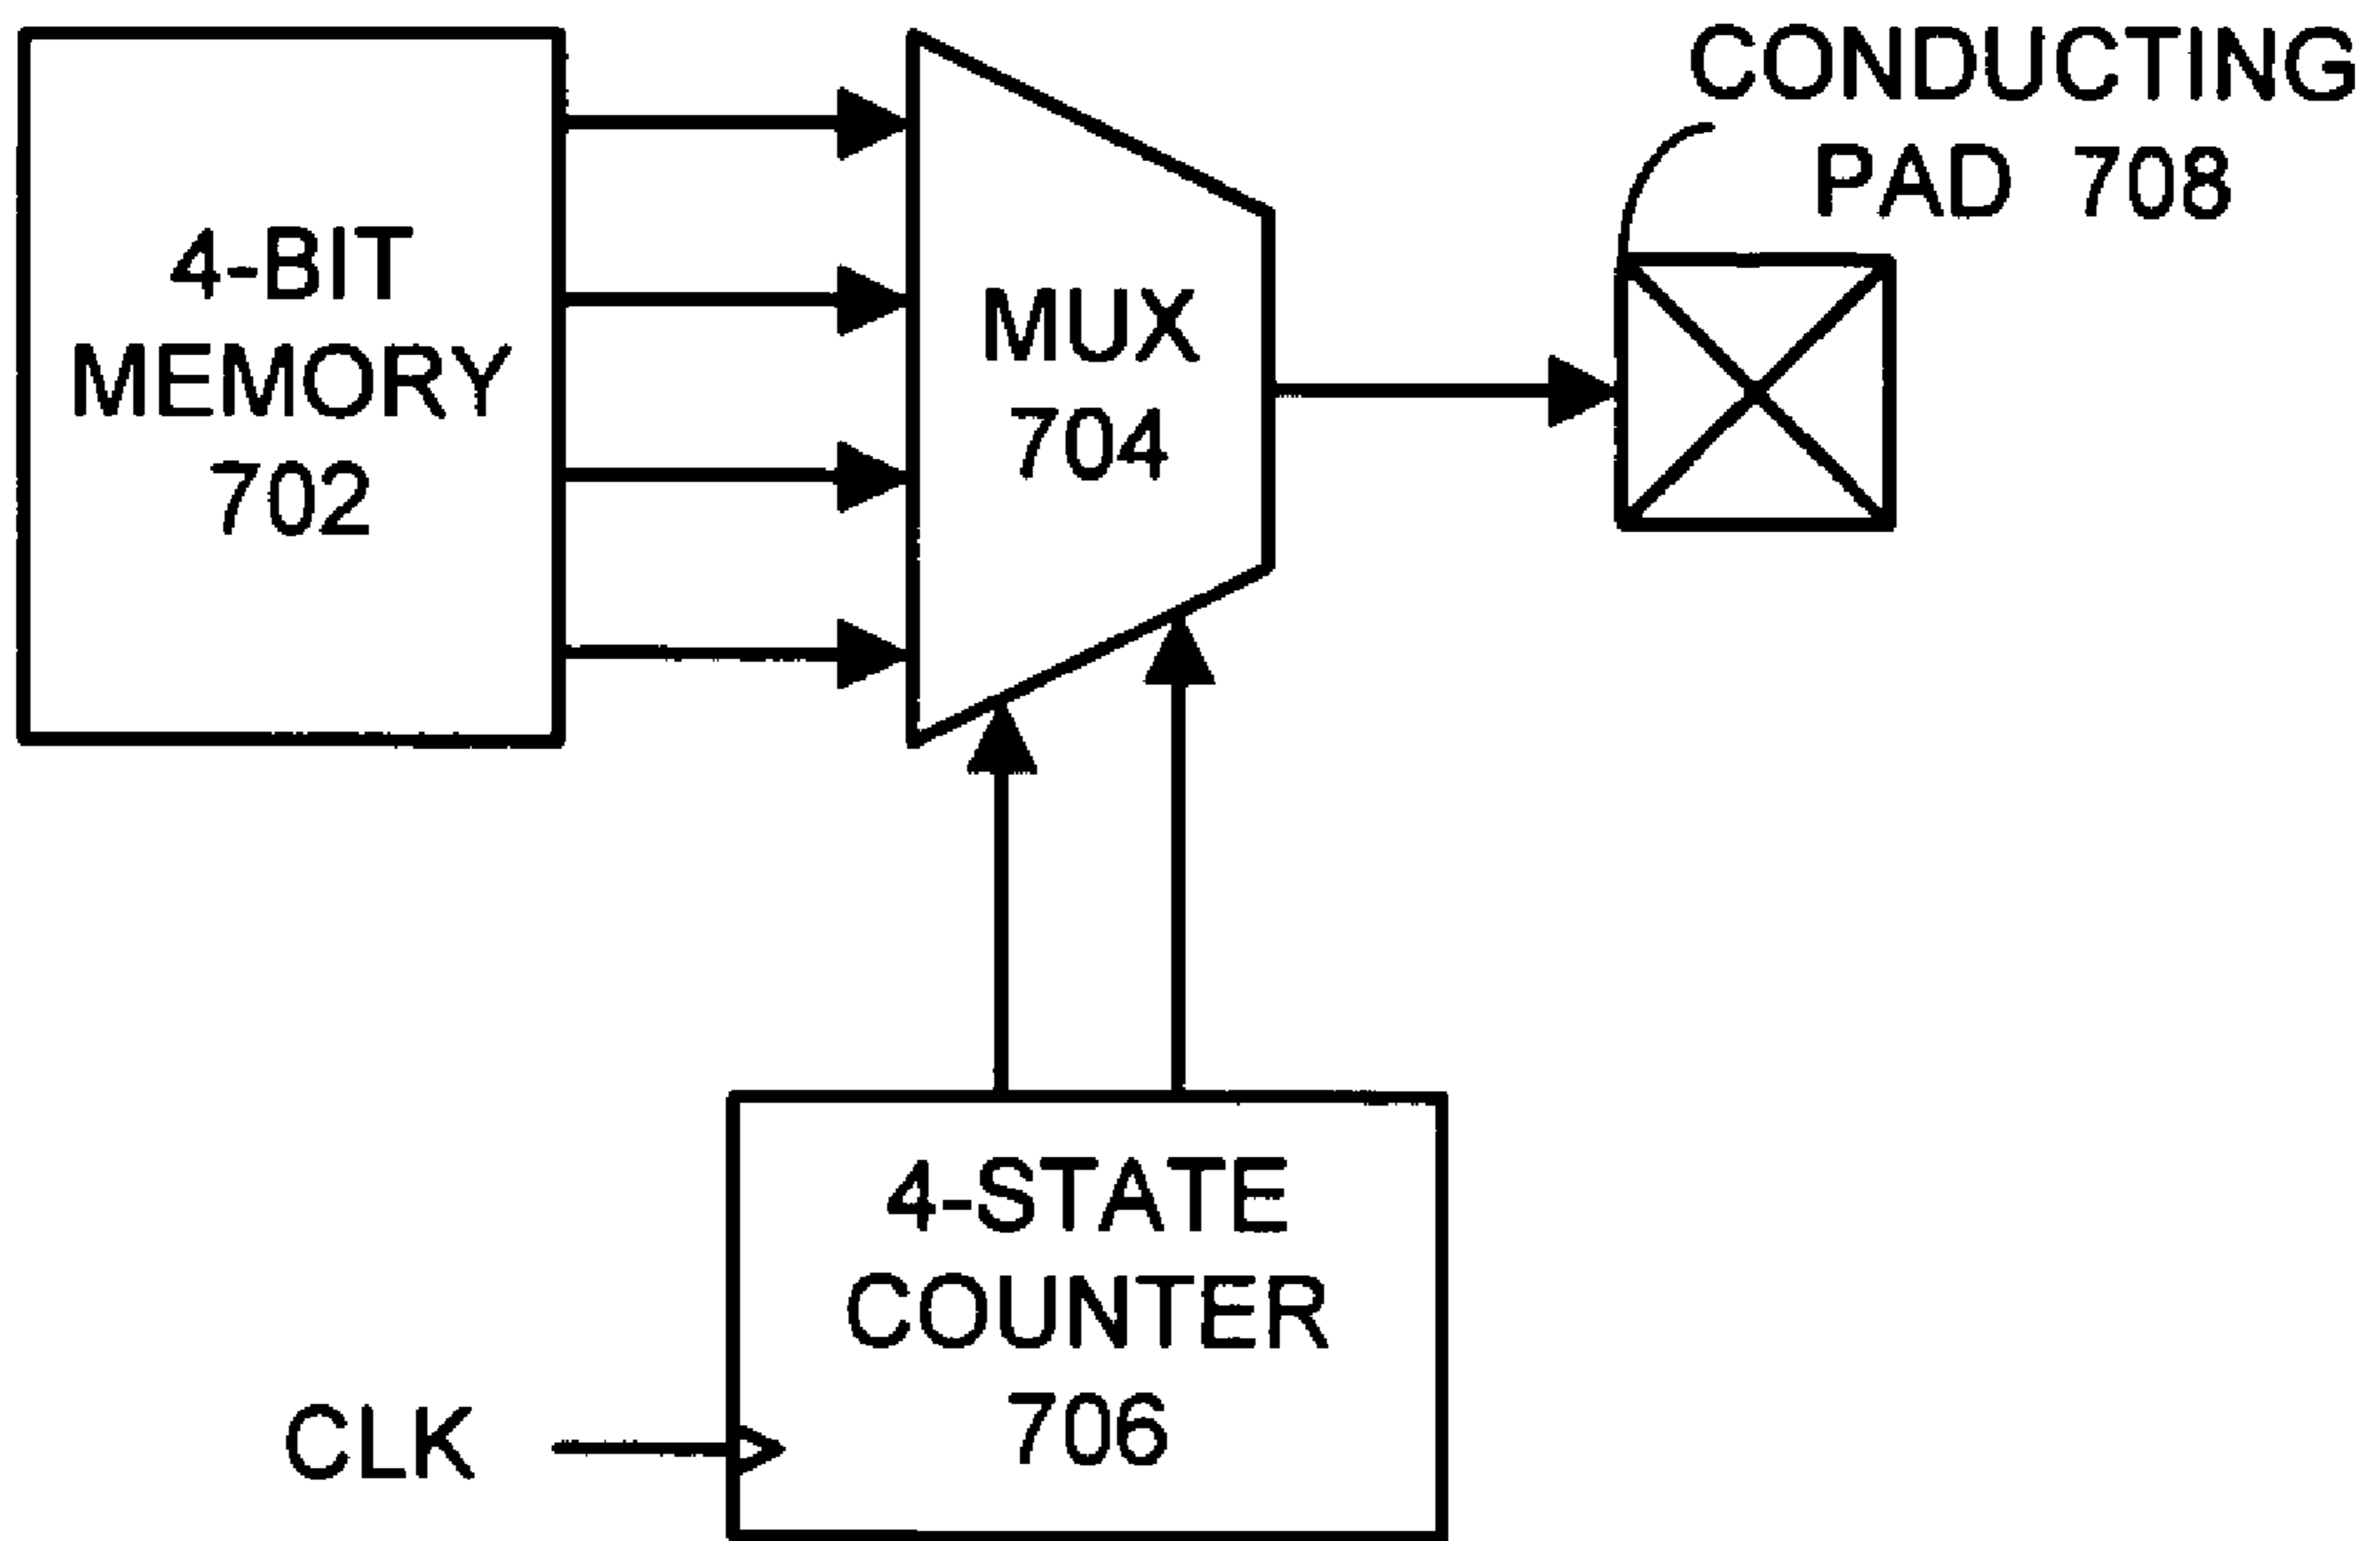 4-BIT
MEMORY
702
MUX
704
CONDUCTING
PAD 708
4-STATE
COUNTER
706
CLK